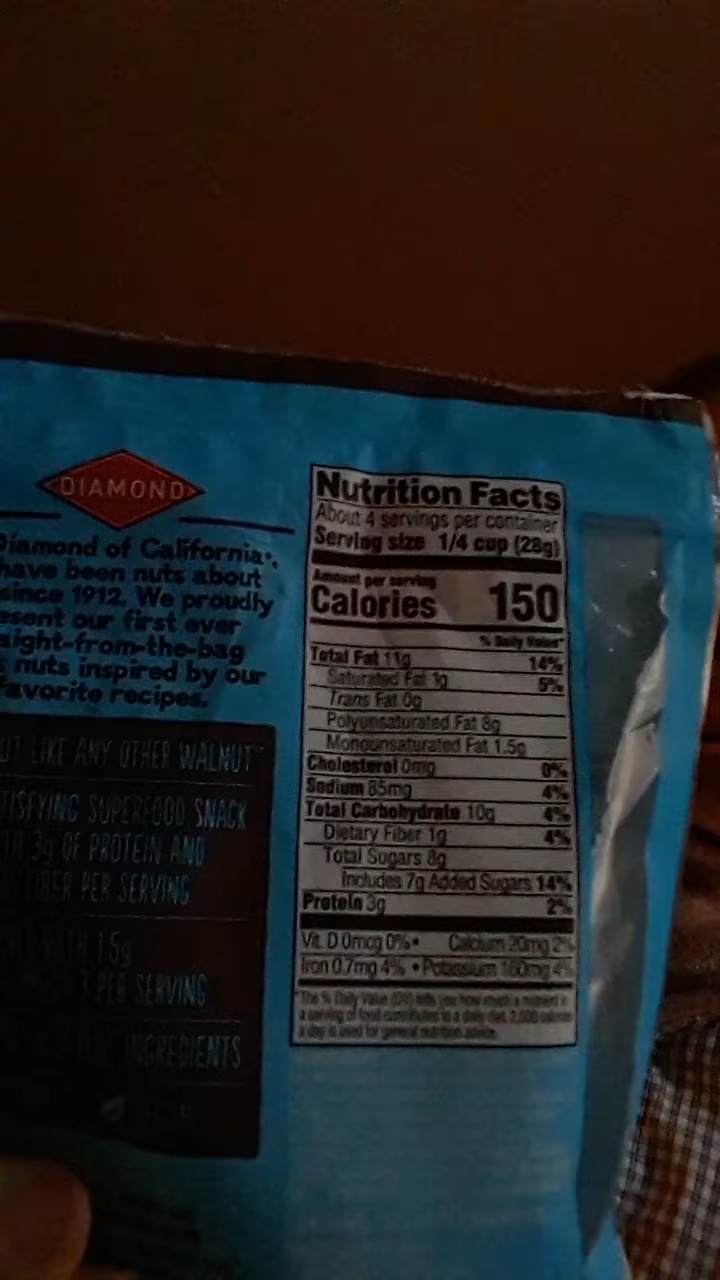 DIAMOND
Diamond of California®,
have been nuts about
since 1912. We proudly
esent our first ever
aight-from-the-bag
nuts inspired by our
favorite recipes.
UT LIKE ANY OTHER WALNUT™
TISFYING SUPERFOOD SNACK
TH 3g OF PROTEIN AND
FIBER PER SERVING
1.5g
PER SERVING
INGREDIENTS
Nutrition Facts
About 4 servings per container
Serving size 1/4 cup (28g)
Amount per serving
Calories 150
% Daily Value*
Total Fat 11g 14%
Saturated Fat 1g 5%
Trans Fat 0g
Polyunsaturated Fat 8g
Monounsaturated Fat 1.5g
Cholesterol 0mg 0%
Sodium 85mg 4%
Total Carbohydrate 10g 4%
Dietary Fiber 1g 4%
Total Sugars 8g
Includes 7g Added Sugars 14%
Protein 3g 2%
Vit. D 0mcg 0% • Calcium 20mg 2%
Iron 0.7mg 4% • Potassium 160mg 4%
*The % Daily Value (DV) tells you how much a nutrient in
a serving of food contributes to a daily diet. 2,000 calories
a day is used for general nutrition advice.